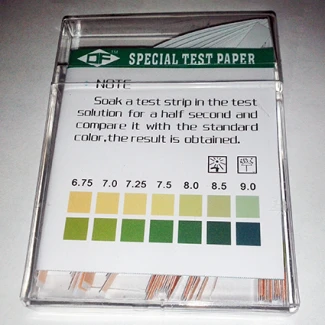 QF™ SPECIAL TEST PAPER
NOTE
Soak a test strip in the test
solution for a half second and
compare it with the standard
color,the result is obtained.
6.75 7.0 7.25 7.5 8.0 8.5 9.0